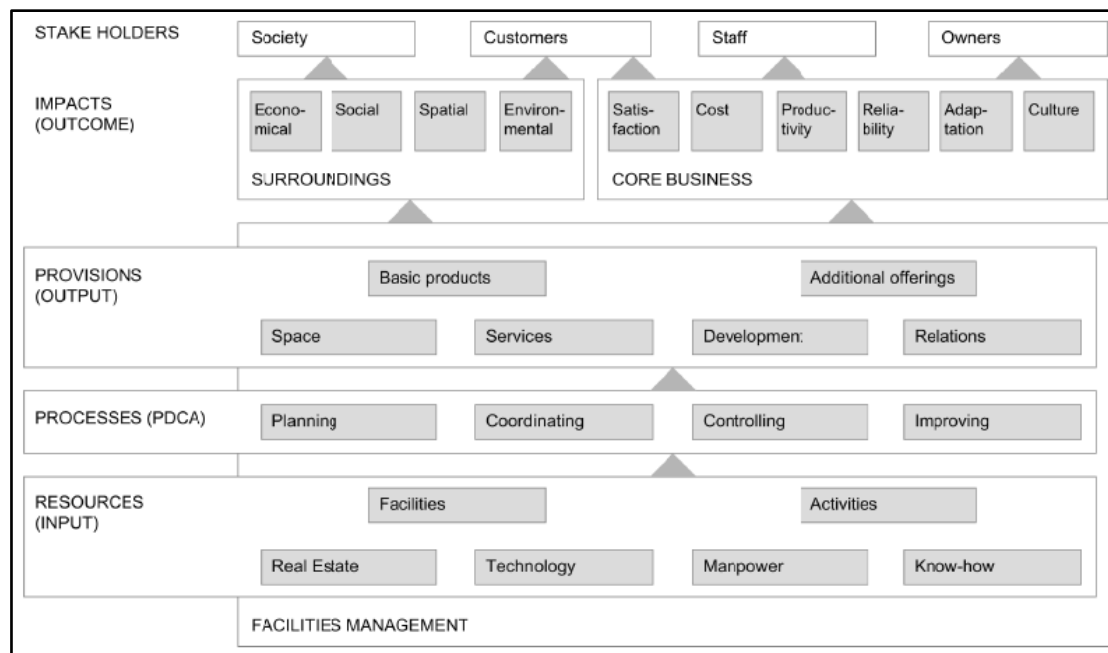 STAKE HOLDERS
Society
Customers
Staff
Owners
IMPACTS
(OUTCOME)
Econo-
mical
Social
Spatial
Environ-
mental
Satis-
faction
Cost
Produc-
tivity
Relia-
bility
Adap-
tation
Culture
SURROUNDINGS
CORE BUSINESS
PROVISIONS
(OUTPUT)
Basic products
Additional offerings
Space
Services
Development
Relations
PROCESSES (PDCA)
Planning
Coordinating
Controlling
Improving
RESOURCES
(INPUT)
Facilities
Activities
Real Estate
Technology
Manpower
Know-how
FACILITIES MANAGEMENT